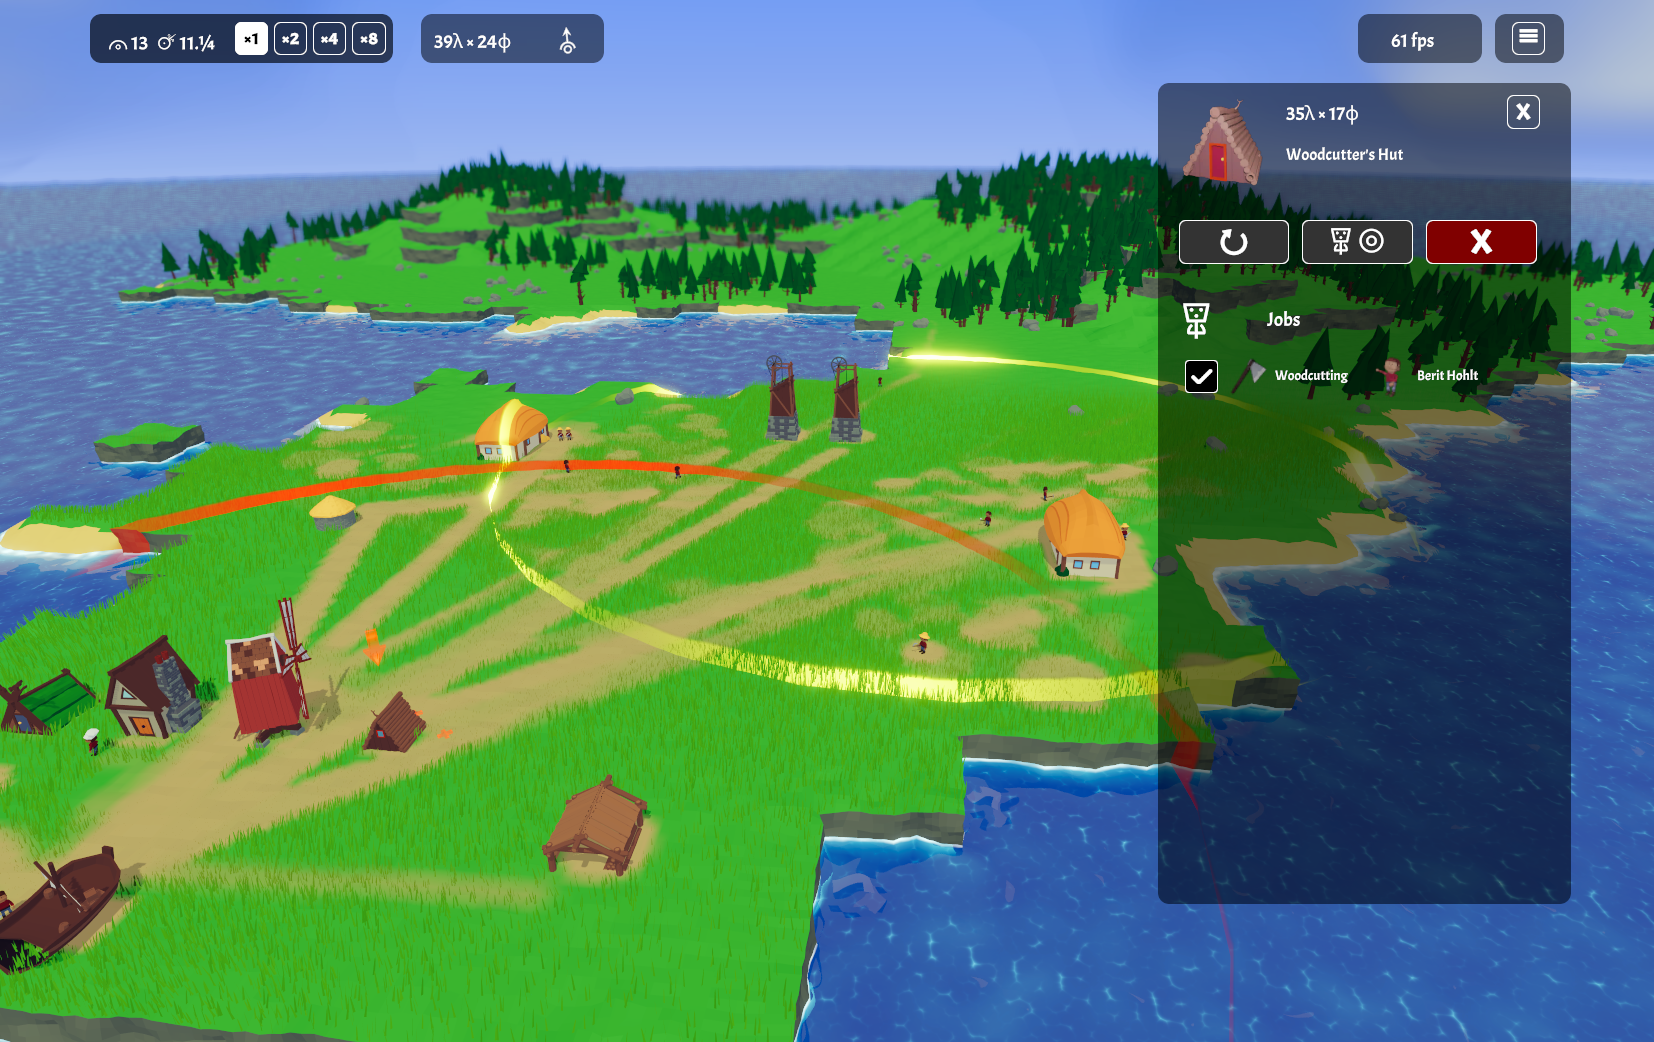 13 11.¼ ×1 ×2 ×4 ×8
39λ × 24ф
61 fps
35λ × 17ф
X
Woodcutter's Hut
X
Jobs
Woodcutting Berit Hohlt